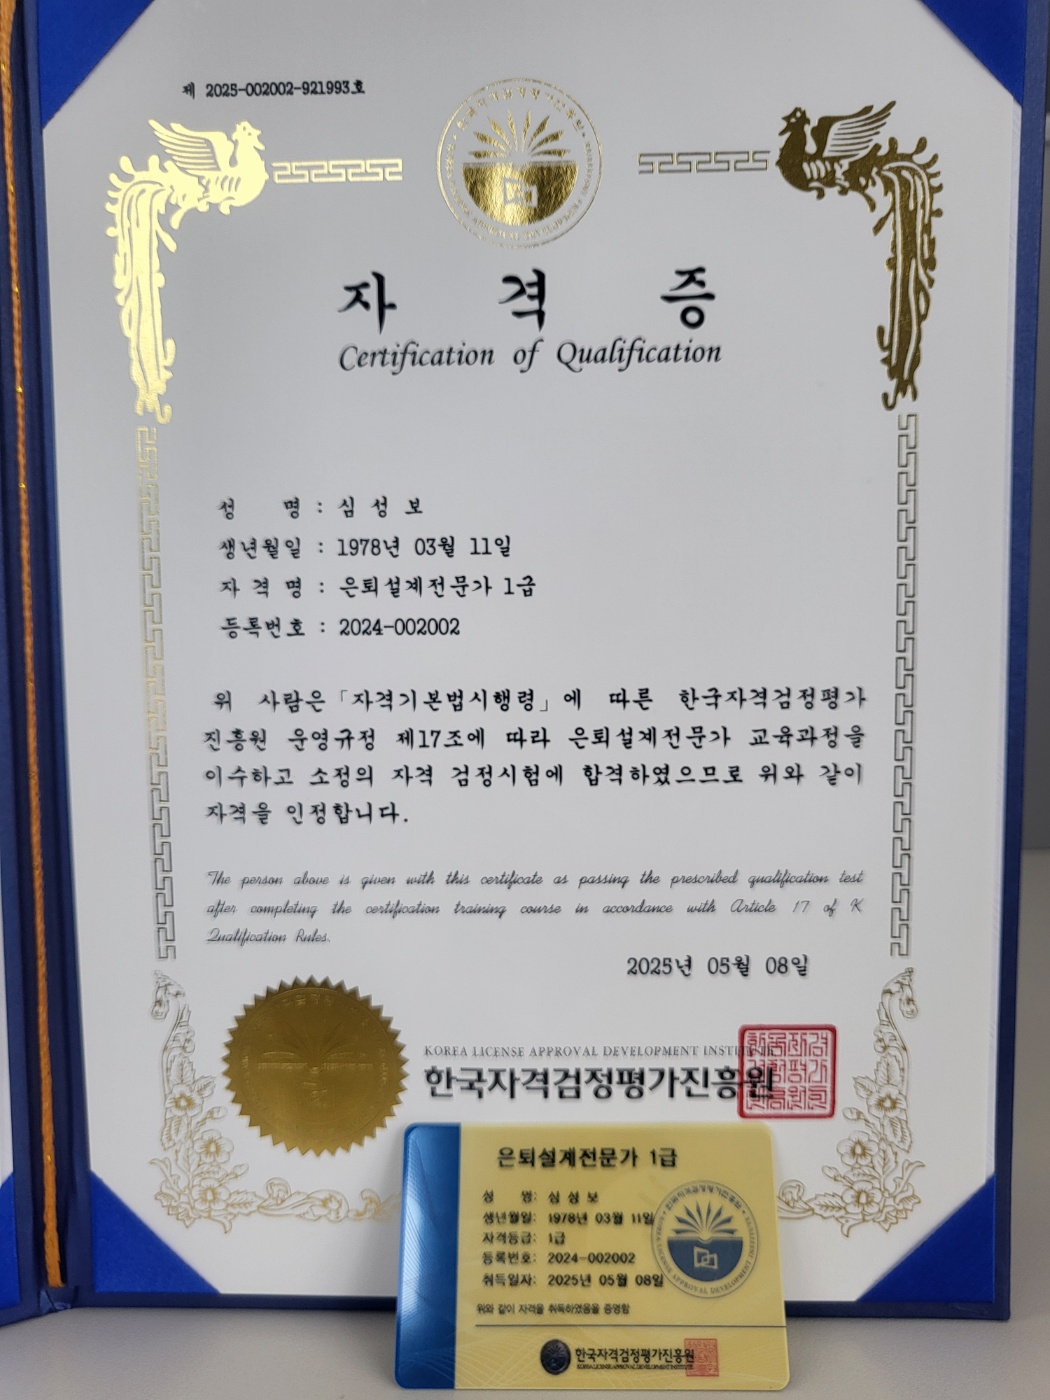 제 2025-002002-921993호
자 격 증
Certification of Qualification
성 명 : 심 성 보
생년월일 : 1978년 03월 11일
자 격 명 : 은퇴설계전문가 1급
등록번호 : 2024-002002
위 사람은「자격기본법시행령」에 따른 한국자격검정평가
진흥원 운영규정 제17조에 따라 은퇴설계전문가 교육과정을
이수하고 소정의 자격 검정시험에 합격하였으므로 위와 같이
자격을 인정합니다.
The person above is given with this certificate as passing the prescribed qualification test
after completing the certification training course in accordance with Article 17 of K
Qualification Rules.
2025년 05월 08일
KOREA LICENSE APPROVAL DEVELOPMENT INSTITUTE
한국자격검정평가진흥원
은퇴설계전문가 1급
성 명: 심 성 보
생년월일: 1978년 03월 11일
자격등급: 1급
등록번호: 2024-002002
취득일자: 2025년 05월 08일
위와 같이 자격을 취득하였음을 증명함
한국자격검정평가진흥원
KOREA LICENSE APPROVAL DEVELOPMENT INSTITUTE